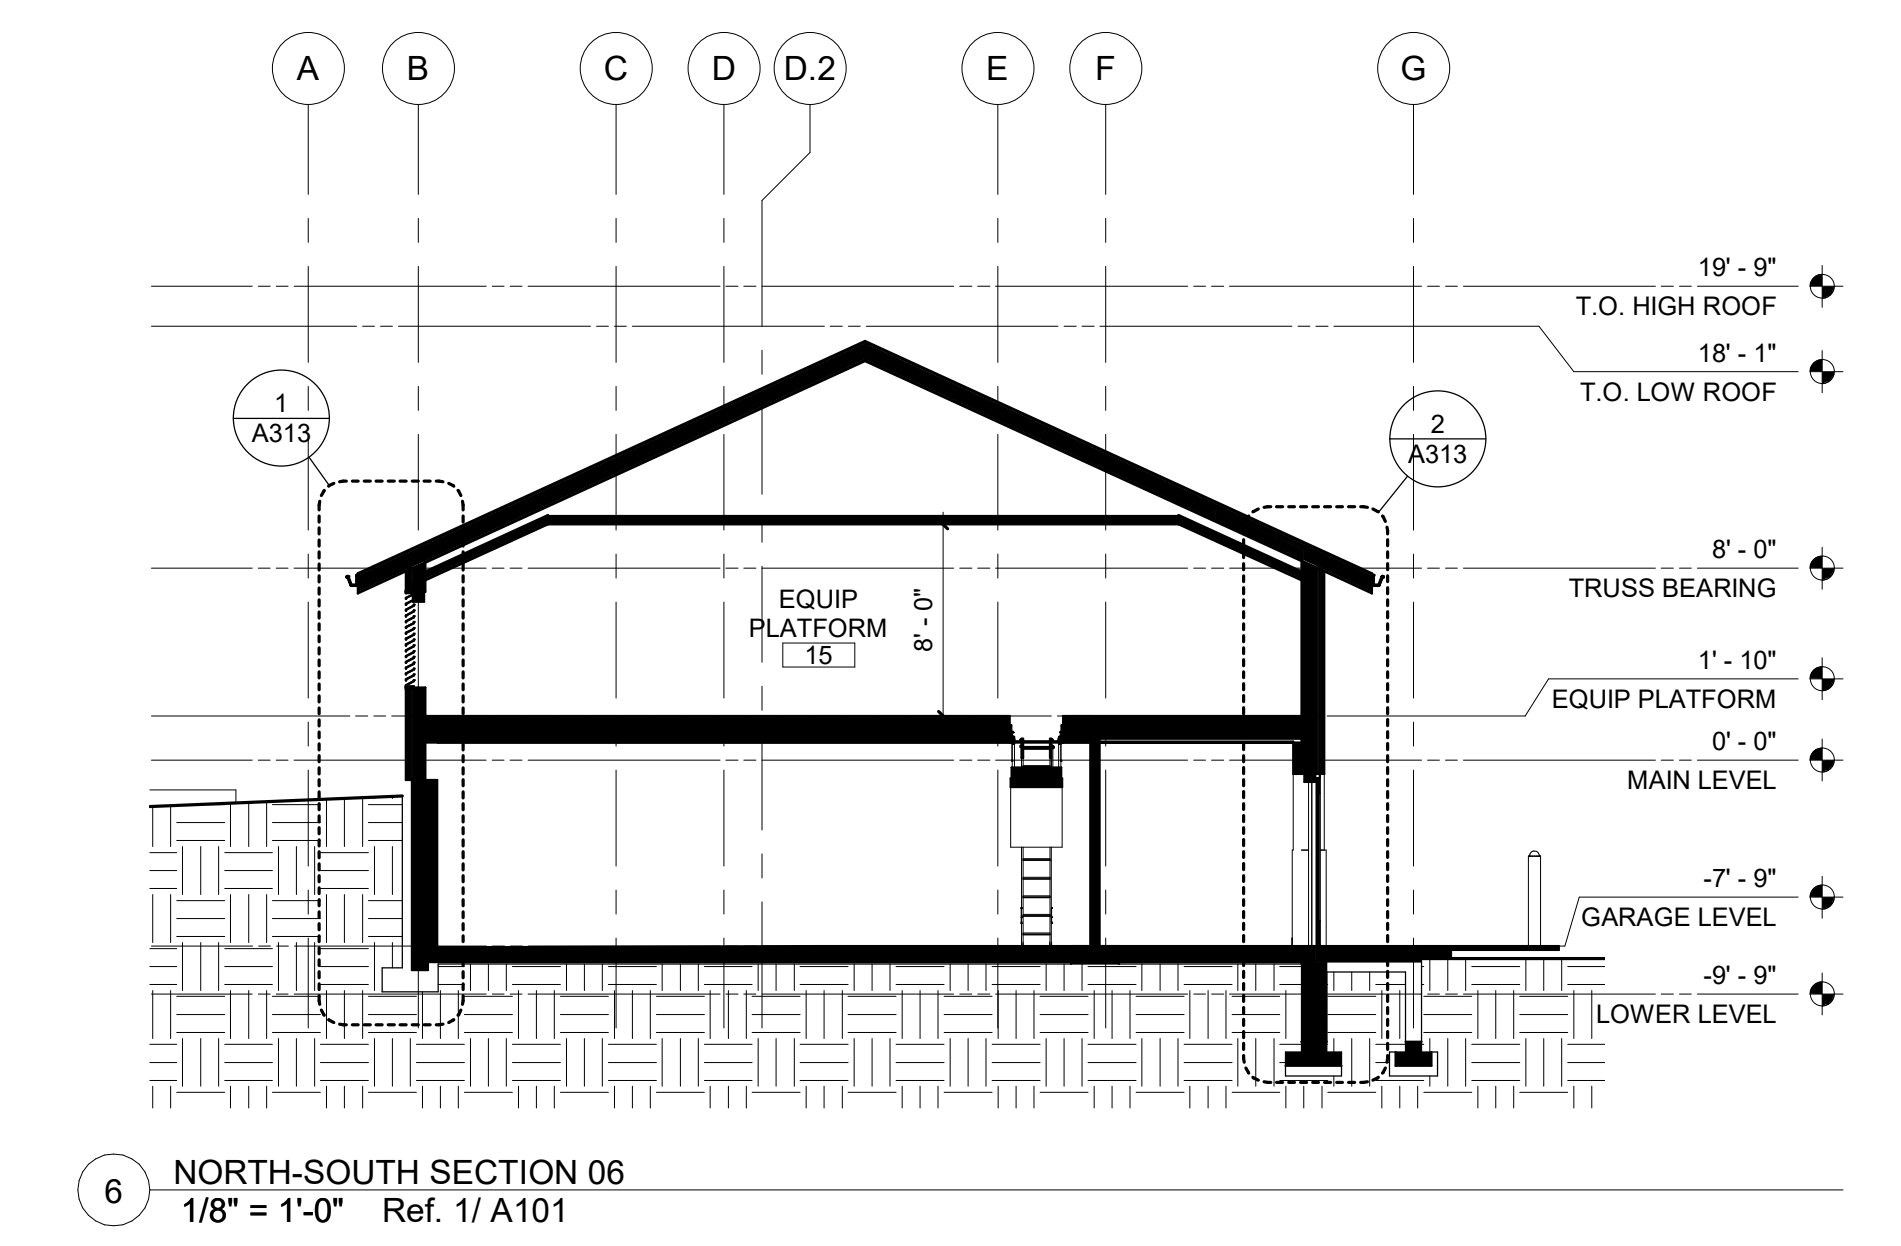 A B C D D.2 E F G
19' - 9"
T.O. HIGH ROOF
18' - 1"
T.O. LOW ROOF
1
A313
2
A313
8' - 0"
TRUSS BEARING
EQUIP
PLATFORM
15
8' - 0"
1' - 10"
EQUIP PLATFORM
0' - 0"
MAIN LEVEL
-7' - 9"
GARAGE LEVEL
-9' - 9"
LOWER LEVEL
6
NORTH-SOUTH SECTION 06
1/8" = 1'-0" Ref. 1/ A101